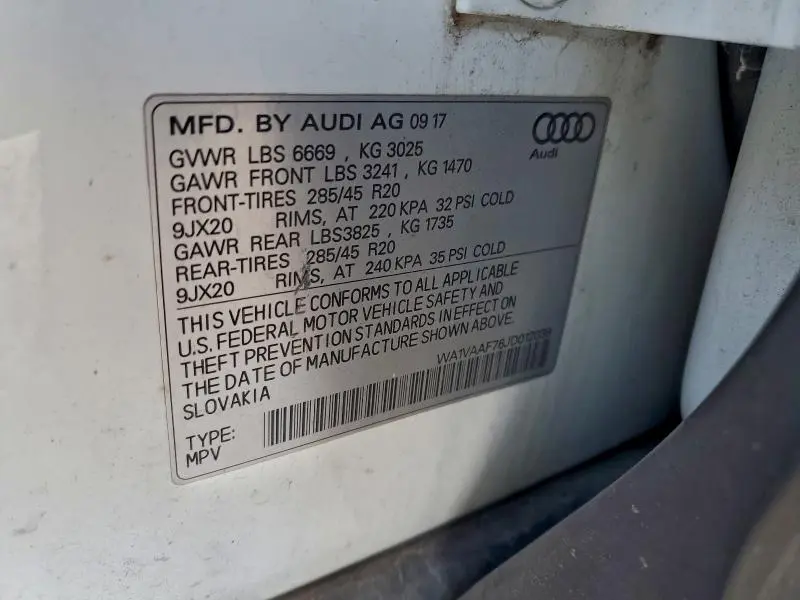 MFD. BY AUDI AG 09 17
Audi
GVWR LBS 6669 , KG 3025
GAWR FRONT LBS 3241 , KG 1470
FRONT-TIRES 285/45 R20
9JX20 RIMS, AT 220 KPA 32 PSI COLD
GAWR REAR LBS3825 , KG 1735
REAR-TIRES 285/45 R20
9JX20 RIMS, AT 240 KPA 35 PSI COLD
THIS VEHICLE CONFORMS TO ALL APPLICABLE
U.S. FEDERAL MOTOR VEHICLE SAFETY AND
THEFT PREVENTION STANDARDS IN EFFECT ON
THE DATE OF MANUFACTURE SHOWN ABOVE.
SLOVAKIA
TYPE:
MPV